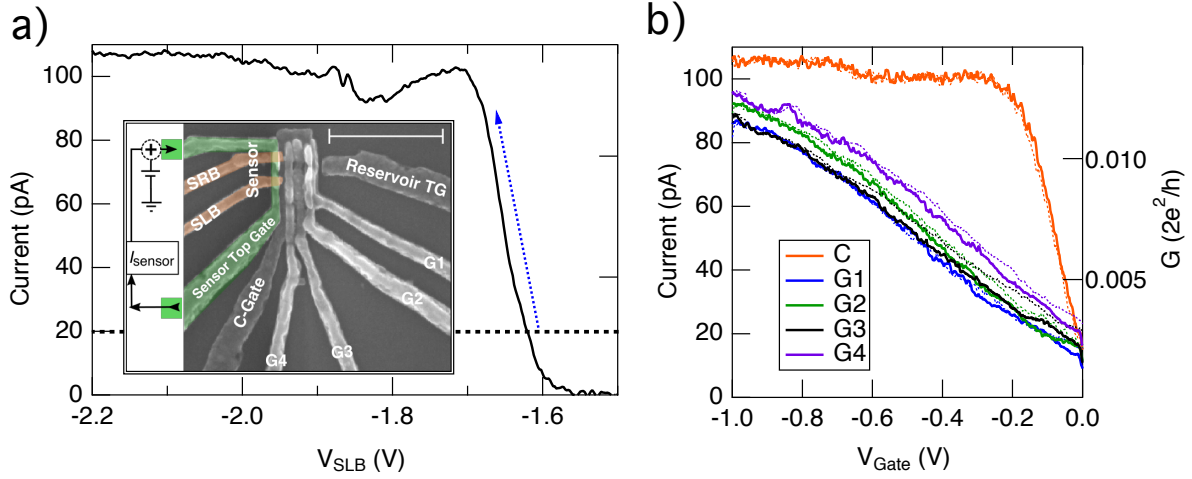 a)
Current (pA)
100
80
60
40
20
0
-2.2
-2.0
-1.8
-1.6
V_SLB (V)
I_sensor
SRB
SLB
Sensor
Sensor Top Gate
C-Gate
G4
G3
G2
G1
Reservoir TG
b)
Current (pA)
100
80
60
40
20
0
-1.0
-0.8
-0.6
-0.4
-0.2
0.0
V_Gate (V)
0.010
0.005
G (2e²/h)
C
G1
G2
G3
G4